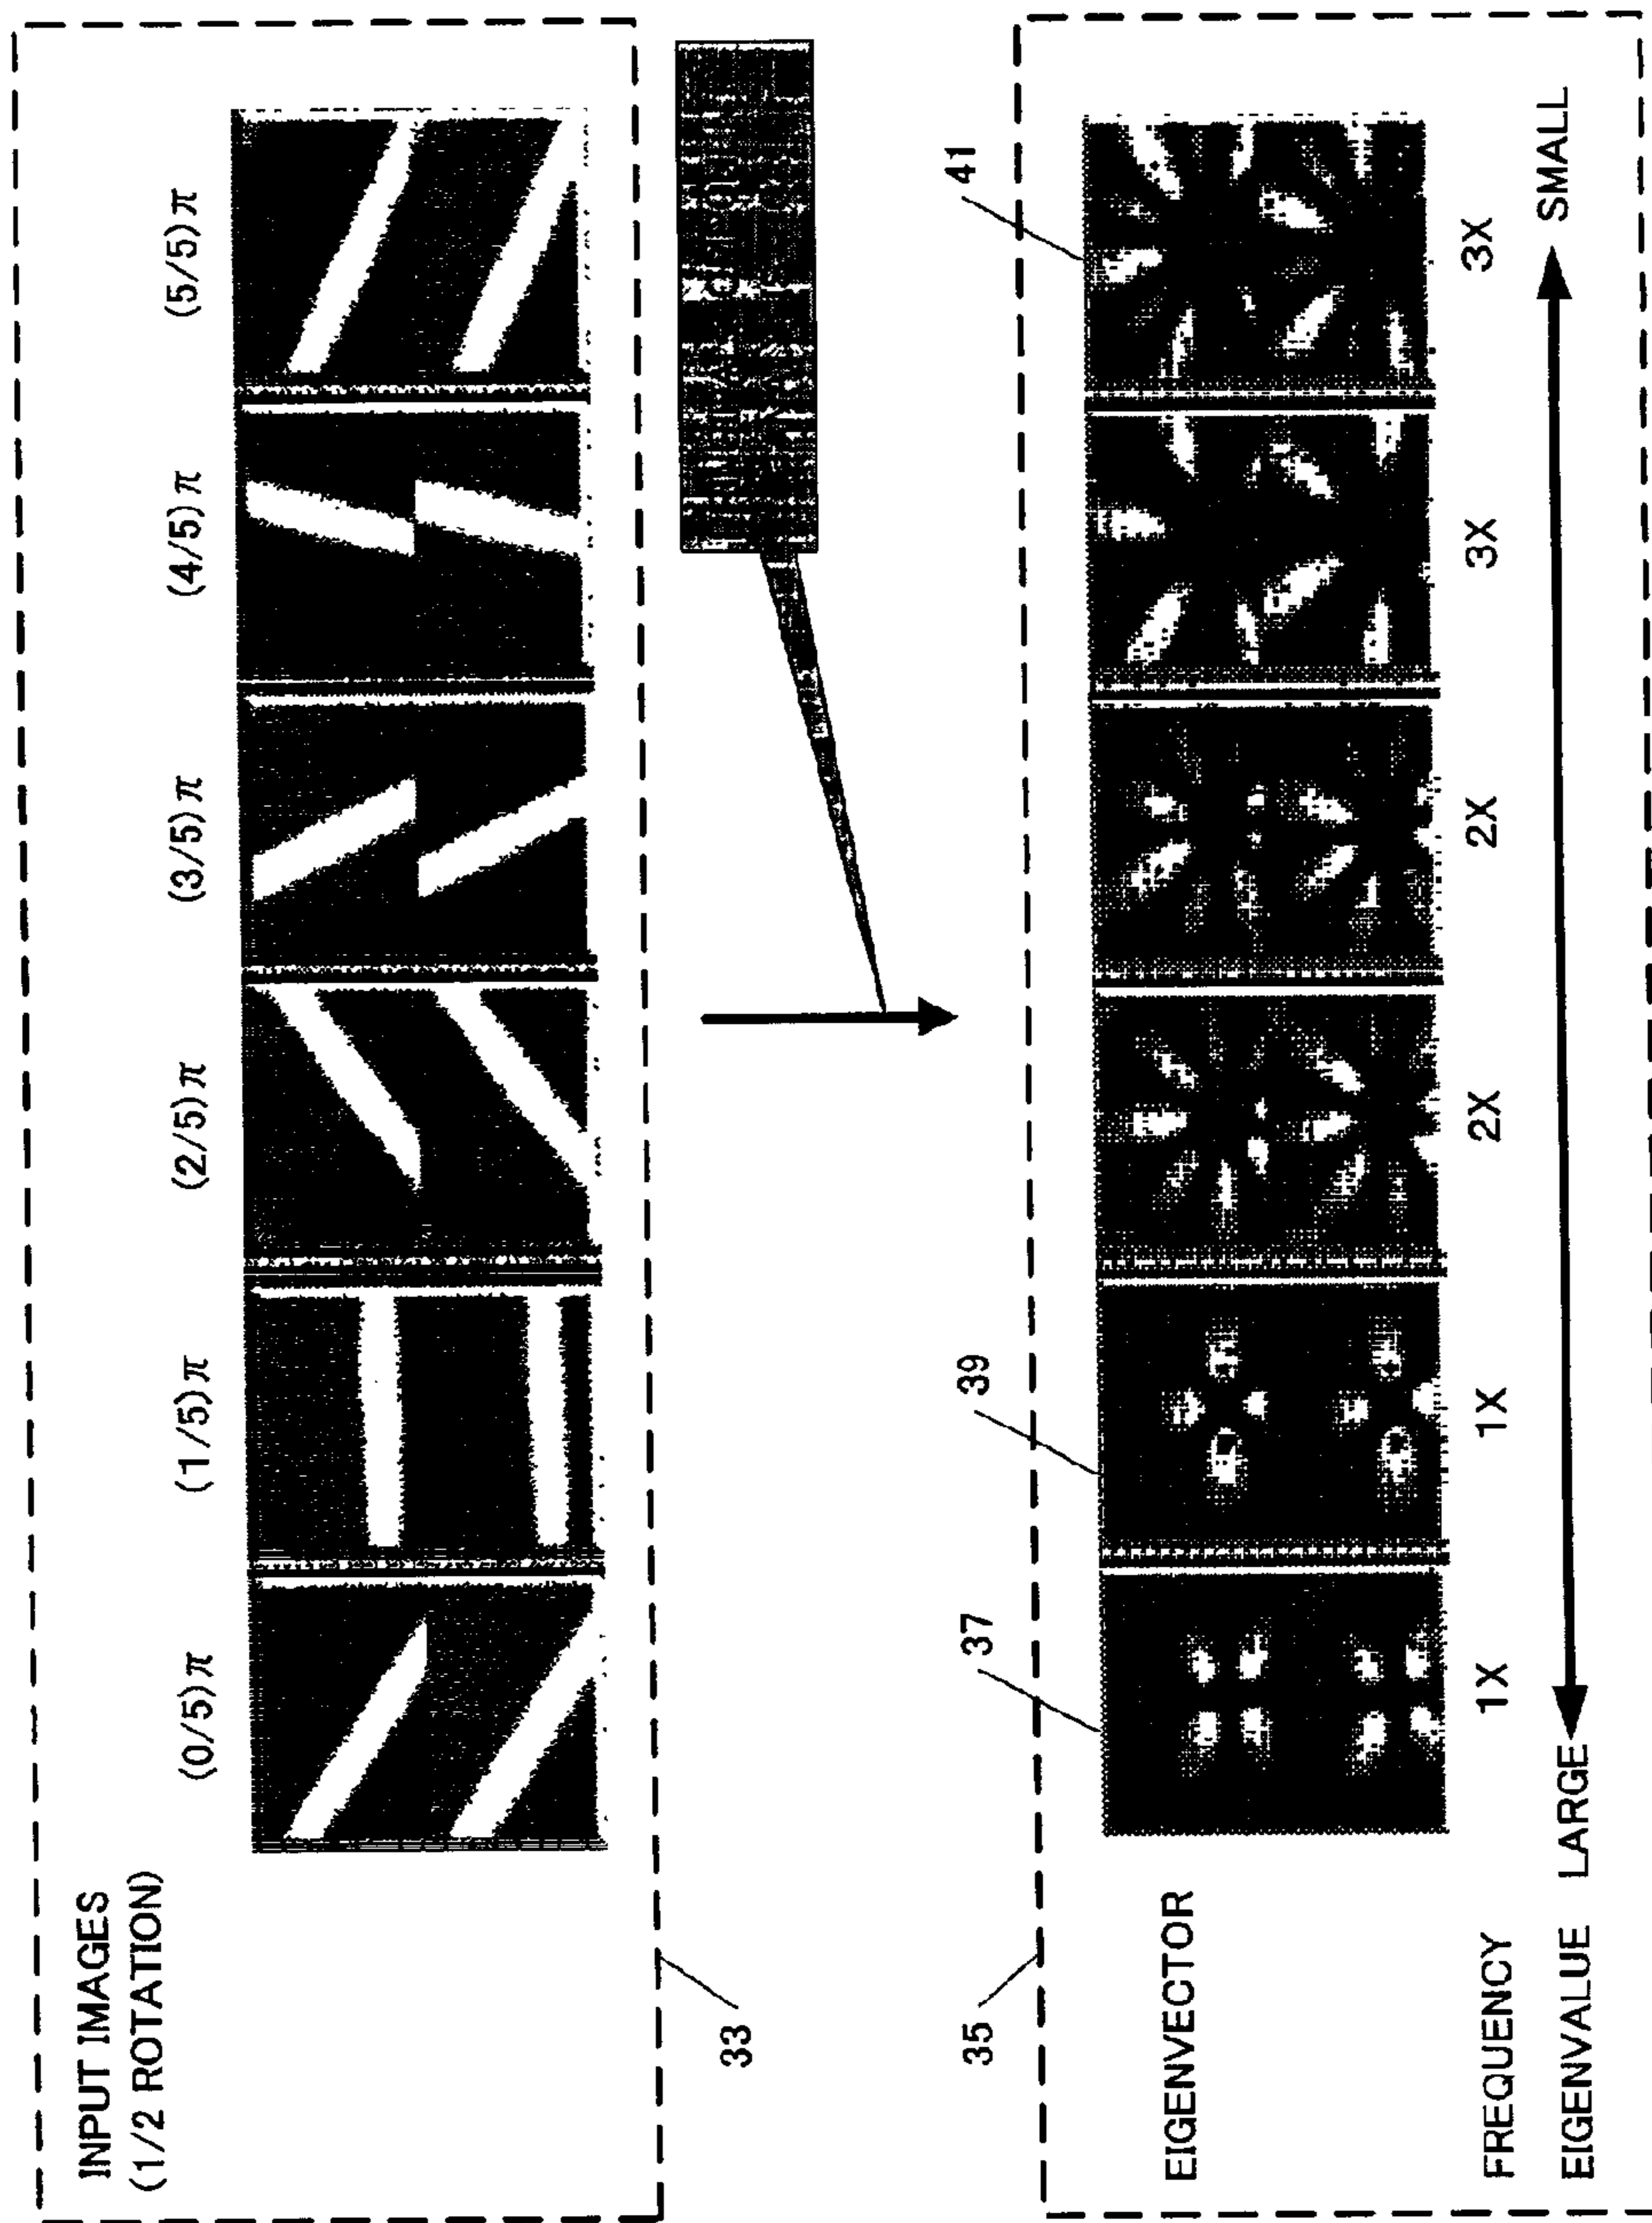 INPUT IMAGES
(1/2 ROTATION)
(0/5)π (1/5)π (2/5)π (3/5)π (4/5)π (5/5)π
33
35
37 39 41
EIGENVECTOR
FREQUENCY 1X 1X 2X 2X 3X 3X
EIGENVALUE LARGE SMALL